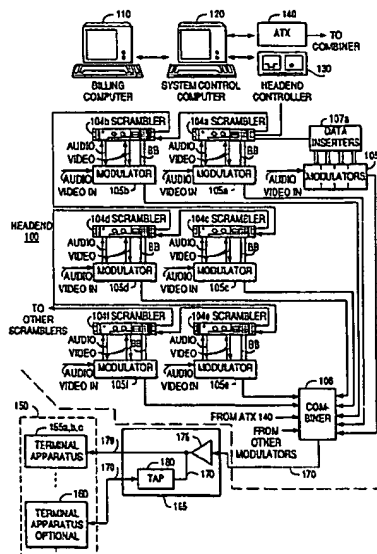 110
120
140
ATX
TO
COMBINER
130
BILLING
COMPUTER
SYSTEM CONTROL
COMPUTER
HEADEND
CONTROLLER
104b SCRAMBLER
104a SCRAMBLER
107a
DATA
INSERTERS
AUDIO
VIDEO
BB
AUDIO
VIDEO
BB
MODULATOR
MODULATOR
MODULATORS
AUDIO
VIDEO IN
105b
AUDIO
VIDEO IN
105a
AUDIO
VIDEO IN
HEADEND
100
104d SCRAMBLER
104c SCRAMBLER
AUDIO
VIDEO
BB
AUDIO
VIDEO
BB
MODULATOR
MODULATOR
AUDIO
VIDEO IN
105d
AUDIO
VIDEO IN
105c
TO
OTHER
SCRAMBLERS
104f SCRAMBLER
104e SCRAMBLER
AUDIO
VIDEO
BB
AUDIO
VIDEO
BB
MODULATOR
MODULATOR
AUDIO
VIDEO IN
105f
AUDIO
VIDEO IN
105e
106
COM-
BINER
FROM ATX 140
FROM
OTHER
MODULATORS
170
150
155a,b,c
TERMINAL
APPARATUS
175
180
TAP
170
165
160
TERMINAL
APPARATUS
OPTIONAL